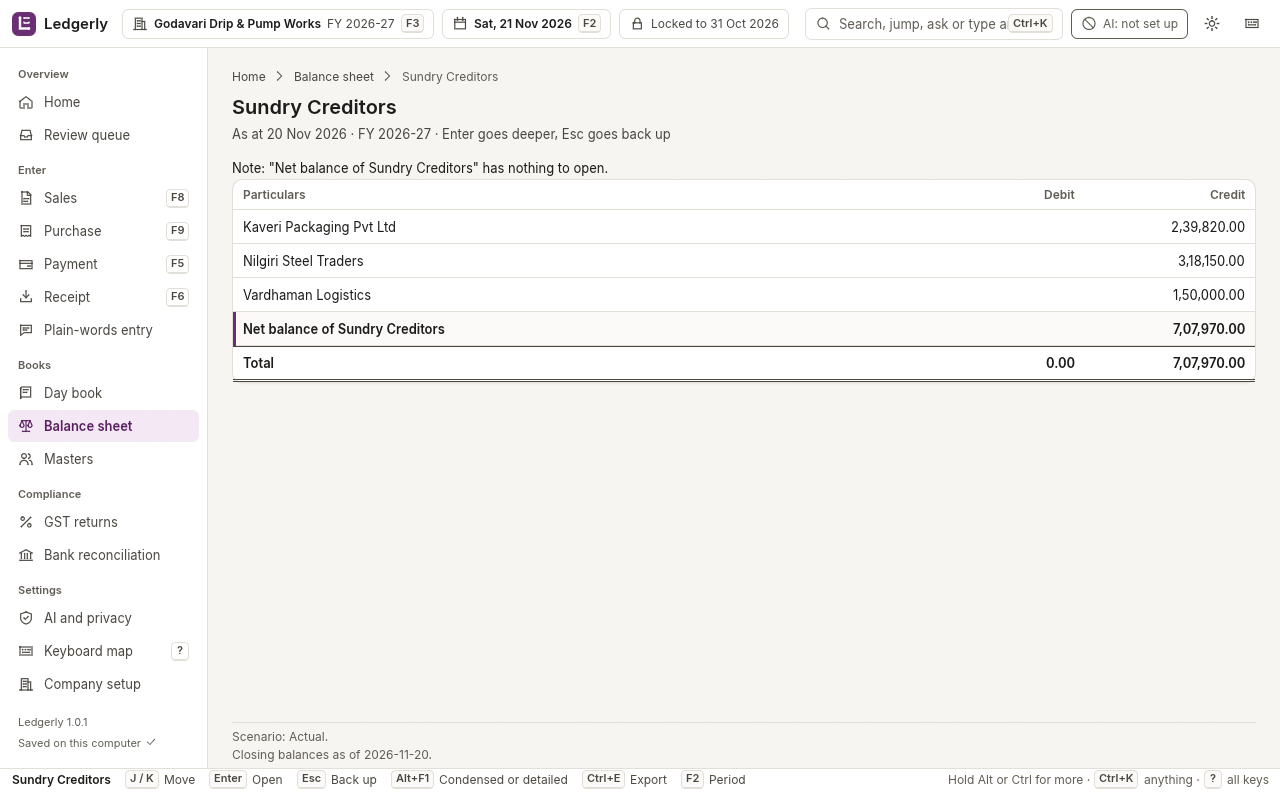 Ledgerly
Godavari Drip & Pump Works FY 2026-27 F3
Sat, 21 Nov 2026 F2
Locked to 31 Oct 2026
Search, jump, ask or type a Ctrl+K
AI: not set up
Overview
Home
Review queue
Enter
Sales F8
Purchase F9
Payment F5
Receipt F6
Plain-words entry
Books
Day book
Balance sheet
Masters
Compliance
GST returns
Bank reconciliation
Settings
AI and privacy
Keyboard map ?
Company setup
Ledgerly 1.0.1
Saved on this computer
Home Balance sheet Sundry Creditors
Sundry Creditors
As at 20 Nov 2026 · FY 2026-27 · Enter goes deeper, Esc goes back up
Note: "Net balance of Sundry Creditors" has nothing to open.
Particulars Debit Credit
Kaveri Packaging Pvt Ltd 2,39,820.00
Nilgiri Steel Traders 3,18,150.00
Vardhaman Logistics 1,50,000.00
Net balance of Sundry Creditors 7,07,970.00
Total 0.00 7,07,970.00
Scenario: Actual.
Closing balances as of 2026-11-20.
Sundry Creditors J / K Move Enter Open Esc Back up Alt+F1 Condensed or detailed Ctrl+E Export F2 Period Hold Alt or Ctrl for more · Ctrl+K anything · ? all keys